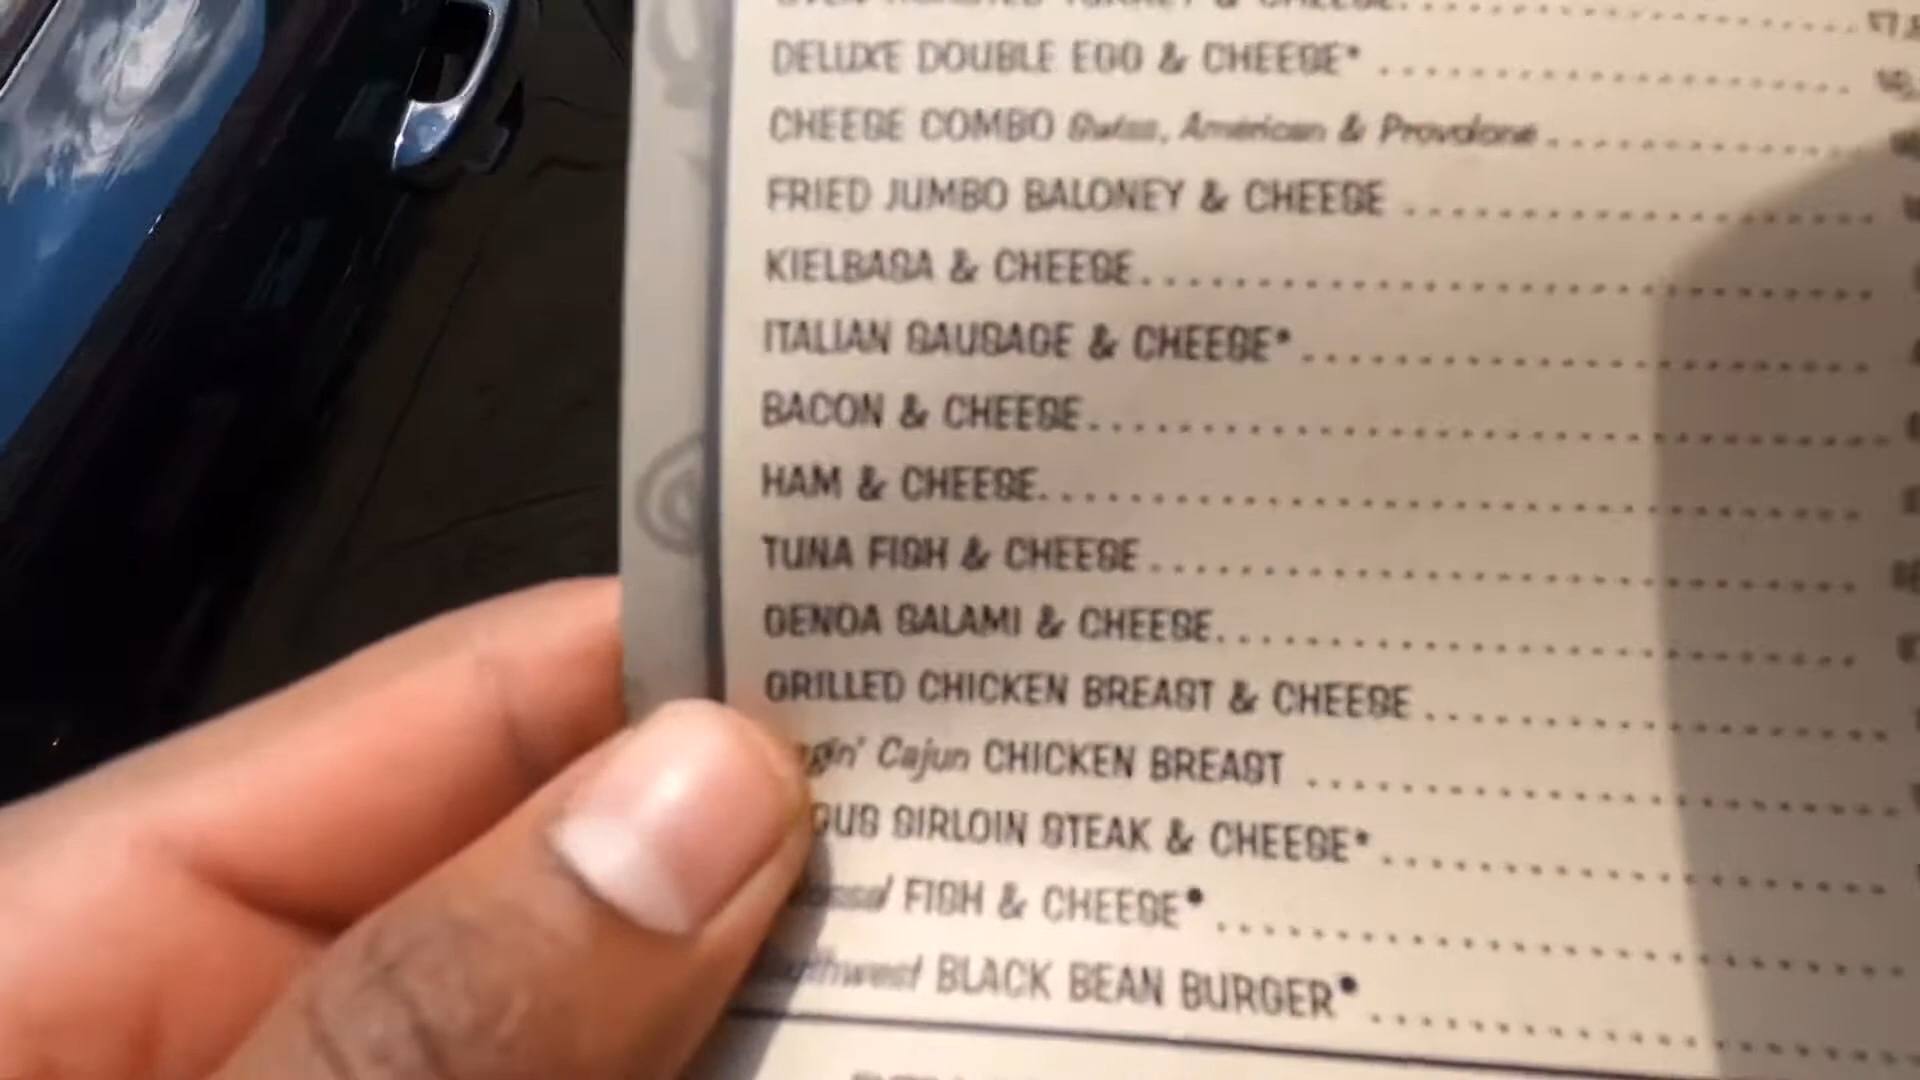 TURKEY & CHEESE
DELUXE DOUBLE EGG & CHEESE*
CHEESE COMBO Swiss, American & Provolone
FRIED JUMBO BALONEY & CHEESE
KIELBASA & CHEESE
ITALIAN SAUSAGE & CHEESE*
BACON & CHEESE
HAM & CHEESE
TUNA FISH & CHEESE
GENOA SALAMI & CHEESE
GRILLED CHICKEN BREAST & CHEESE
Cajun CHICKEN BREAST
SIRLOIN STEAK & CHEESE*
FISH & CHEESE*
BLACK BEAN BURGER*